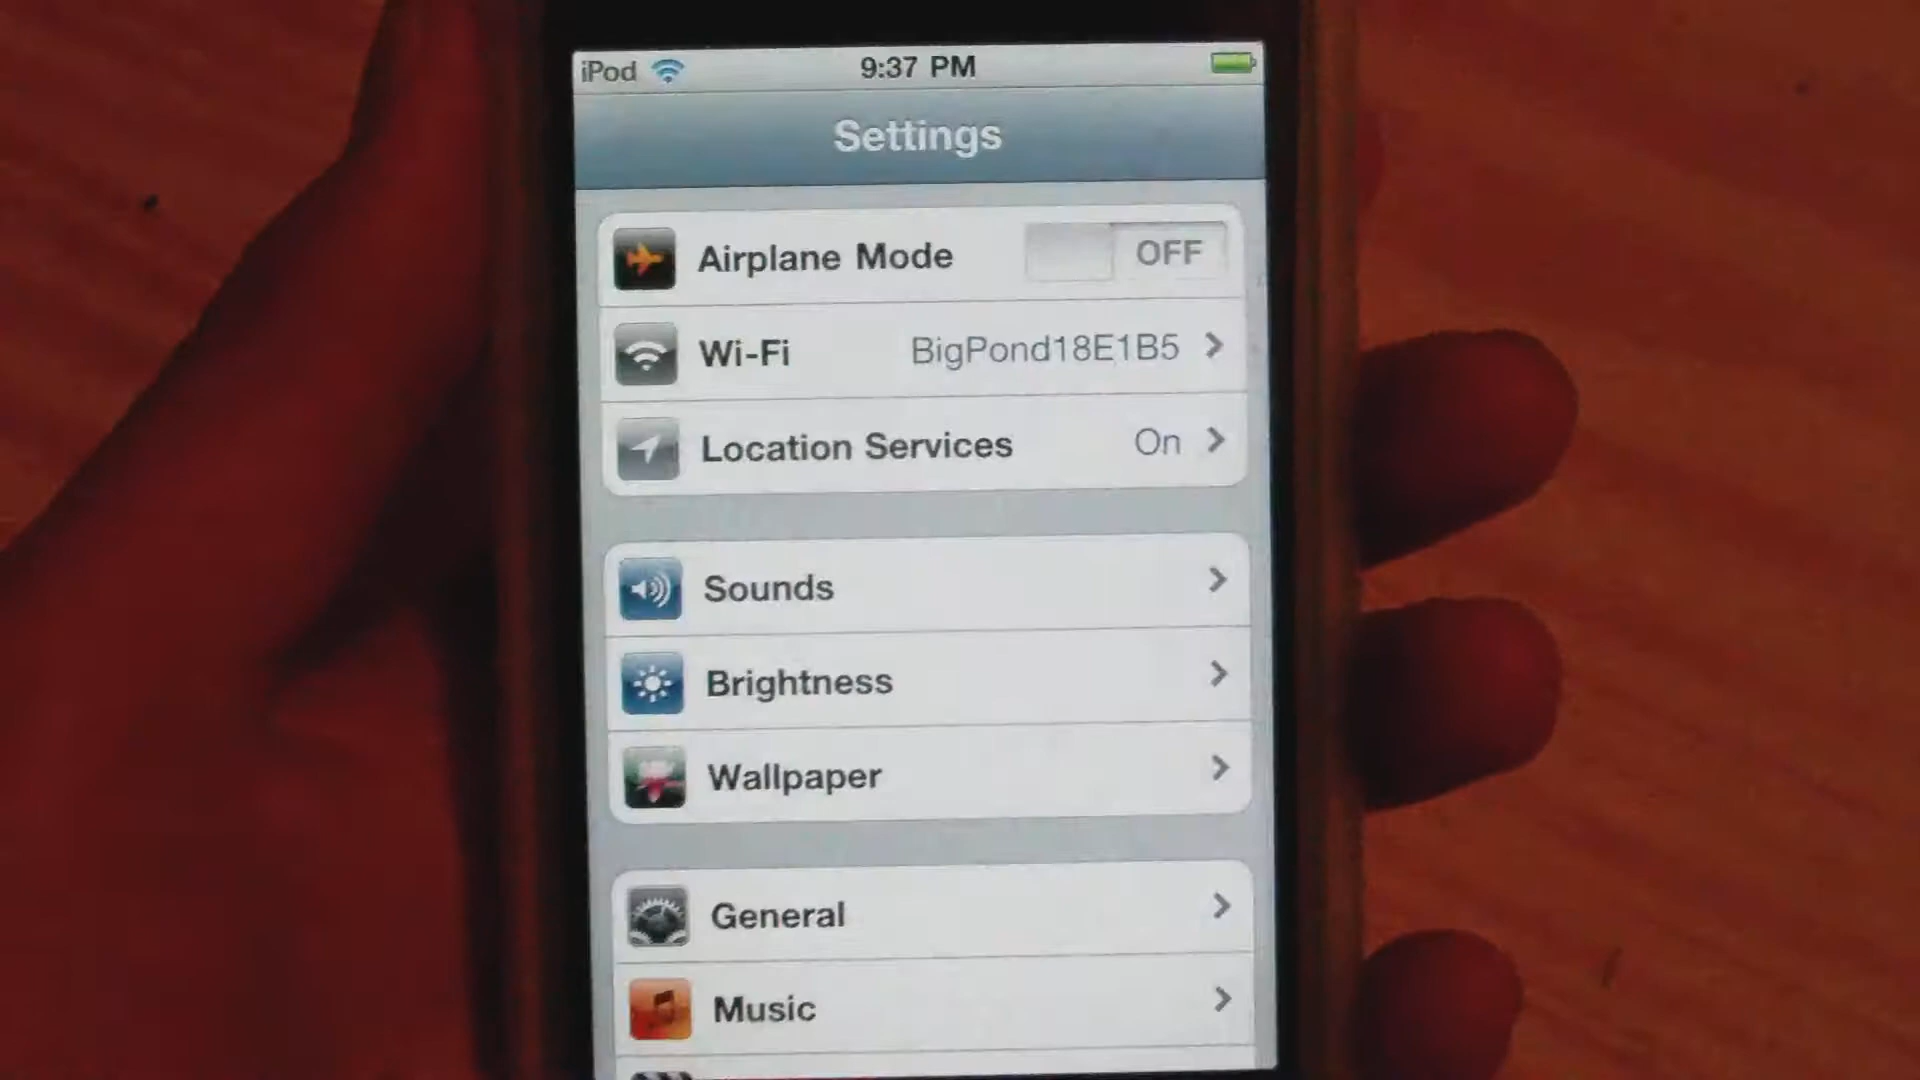 iPod 9:37 PM
Settings
Airplane Mode OFF
Wi-Fi BigPond18E1B5
Location Services On
Sounds
Brightness
Wallpaper
General
Music